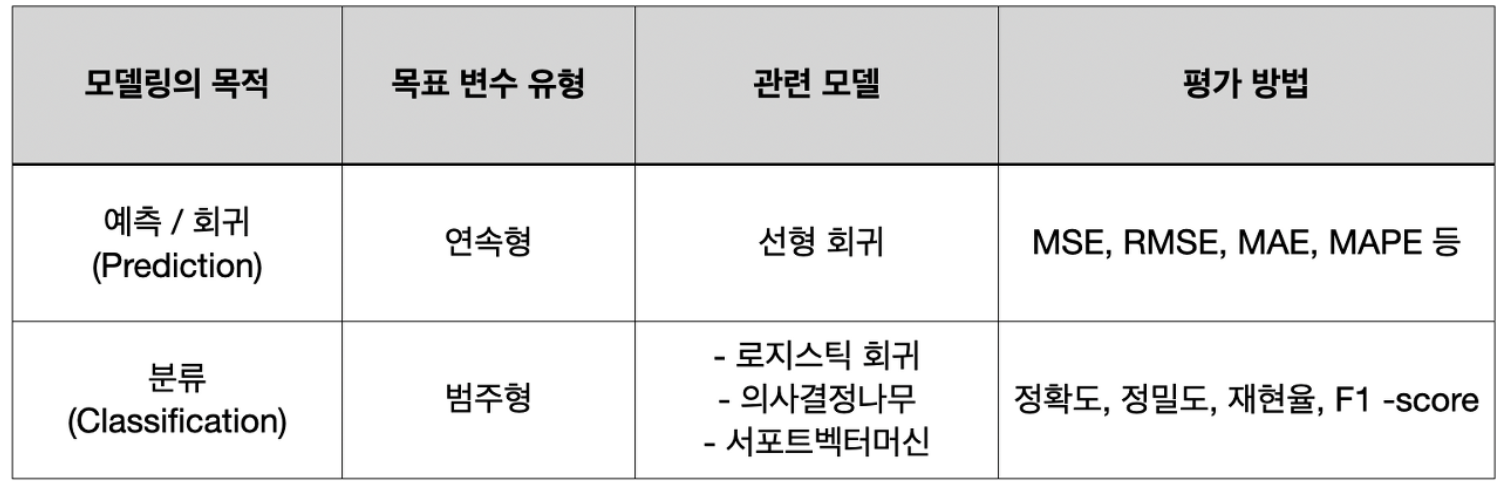 모델링의 목적
목표 변수 유형
관련 모델
평가 방법
예측 / 회귀
(Prediction)
연속형
선형 회귀
MSE, RMSE, MAE, MAPE 등
분류
(Classification)
범주형
- 로지스틱 회귀
- 의사결정나무
- 서포트벡터머신
정확도, 정밀도, 재현율, F1 -score